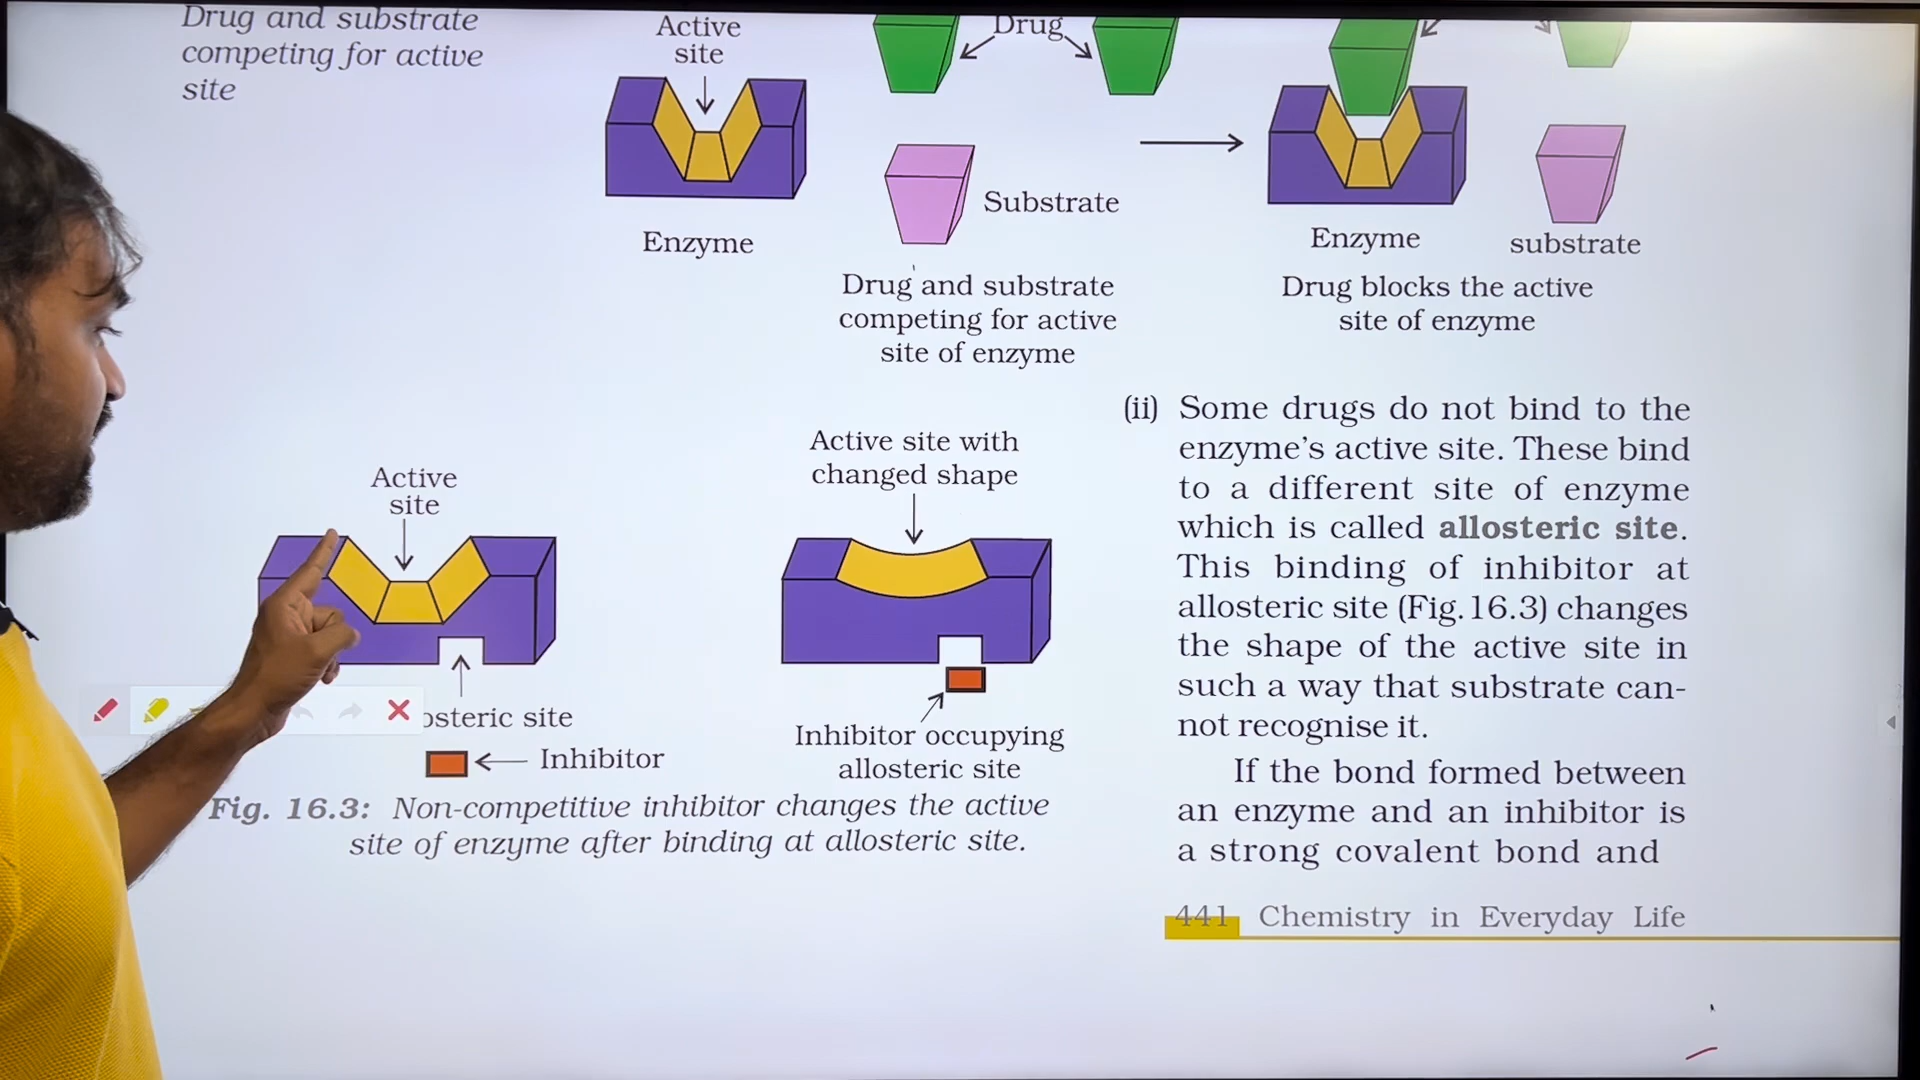 Drug and substrate
competing for active
site
Active
site
Drug
Substrate
Enzyme
Drug and substrate
competing for active
site of enzyme
Enzyme
substrate
Drug blocks the active
site of enzyme
Active
site
osteric site
Inhibitor
Active site with
changed shape
Inhibitor occupying
allosteric site
Fig. 16.3: Non-competitive inhibitor changes the active
site of enzyme after binding at allosteric site.
(ii) Some drugs do not bind to the
enzyme's active site. These bind
to a different site of enzyme
which is called allosteric site.
This binding of inhibitor at
allosteric site (Fig.16.3) changes
the shape of the active site in
such a way that substrate can-
not recognise it.
If the bond formed between
an enzyme and an inhibitor is
a strong covalent bond and
441 Chemistry in Everyday Life